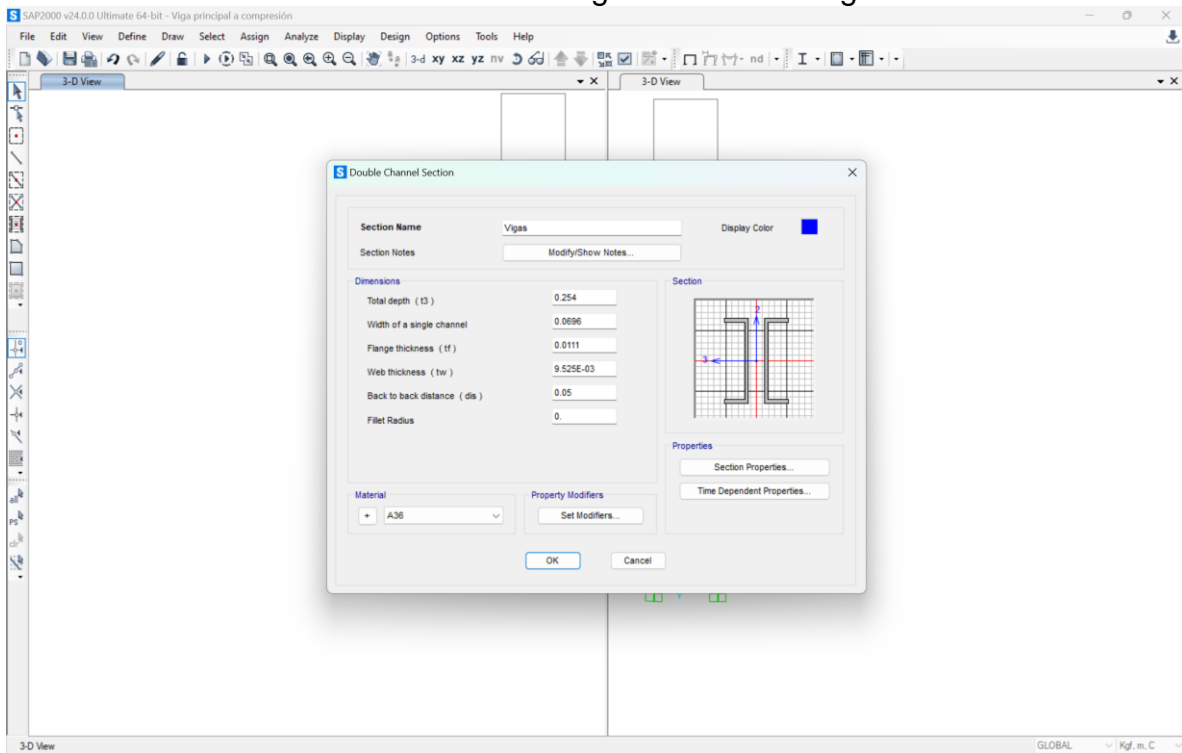 SAP2000 v24.0.0 Ultimate 64-bit - Viga principal a compresión
File Edit View Define Draw Select Assign Analyze Display Design Options Tools Help
3-d xy xz yz nv nd
3-D View
3-D View
Double Channel Section
Section Name Vigas Display Color
Section Notes Modify/Show Notes...
Dimensions
Total depth ( t3 ) 0.254
Width of a single channel 0.0696
Flange thickness ( tf ) 0.0111
Web thickness ( tw ) 9.525E-03
Back to back distance ( dis ) 0.05
Fillet Radius 0.
Section
2
3
Properties
Section Properties...
Time Dependent Properties...
Material
+ A36
Property Modifiers
Set Modifiers...
OK Cancel
all
PS
clr
Y
3-D View GLOBAL Kgf, m, C